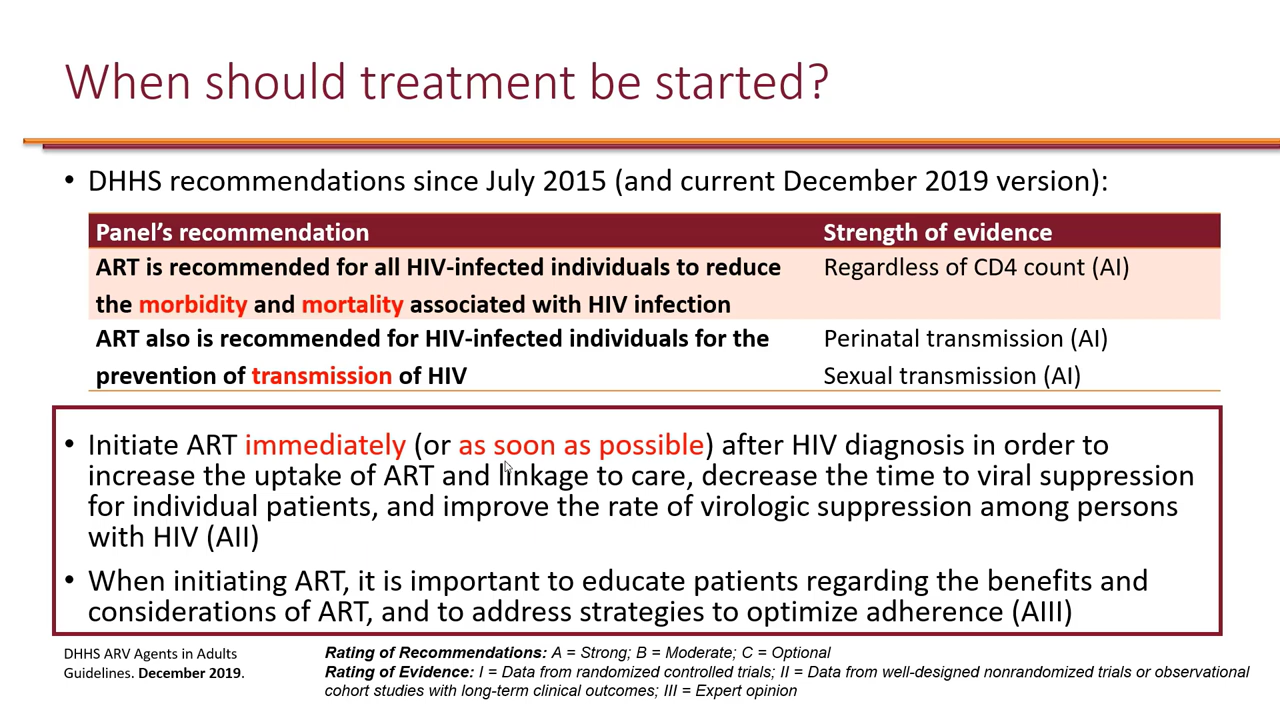 When should treatment be started?
• DHHS recommendations since July 2015 (and current December 2019 version):
Panel's recommendation Strength of evidence
ART is recommended for all HIV-infected individuals to reduce Regardless of CD4 count (AI)
the morbidity and mortality associated with HIV infection
ART also is recommended for HIV-infected individuals for the Perinatal transmission (AI)
prevention of transmission of HIV Sexual transmission (AI)
• Initiate ART immediately (or as soon as possible) after HIV diagnosis in order to
increase the uptake of ART and linkage to care, decrease the time to viral suppression
for individual patients, and improve the rate of virologic suppression among persons
with HIV (AII)
• When initiating ART, it is important to educate patients regarding the benefits and
considerations of ART, and to address strategies to optimize adherence (AIII)
DHHS ARV Agents in Adults
Guidelines. December 2019.
Rating of Recommendations: A = Strong; B = Moderate; C = Optional
Rating of Evidence: I = Data from randomized controlled trials; II = Data from well-designed nonrandomized trials or observational
cohort studies with long-term clinical outcomes; III = Expert opinion